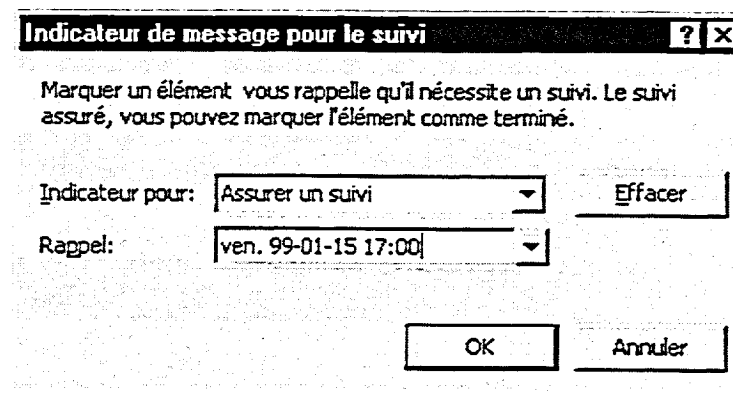 Indicateur de message pour le suivi ? X
Marquer un élément vous rappelle qu'il nécessite un suivi. Le suivi
assuré, vous pouvez marquer l'élément comme terminé.
Indicateur pour: Assurer un suivi Effacer
Rappel: ven. 99-01-15 17:00
OK Annuler